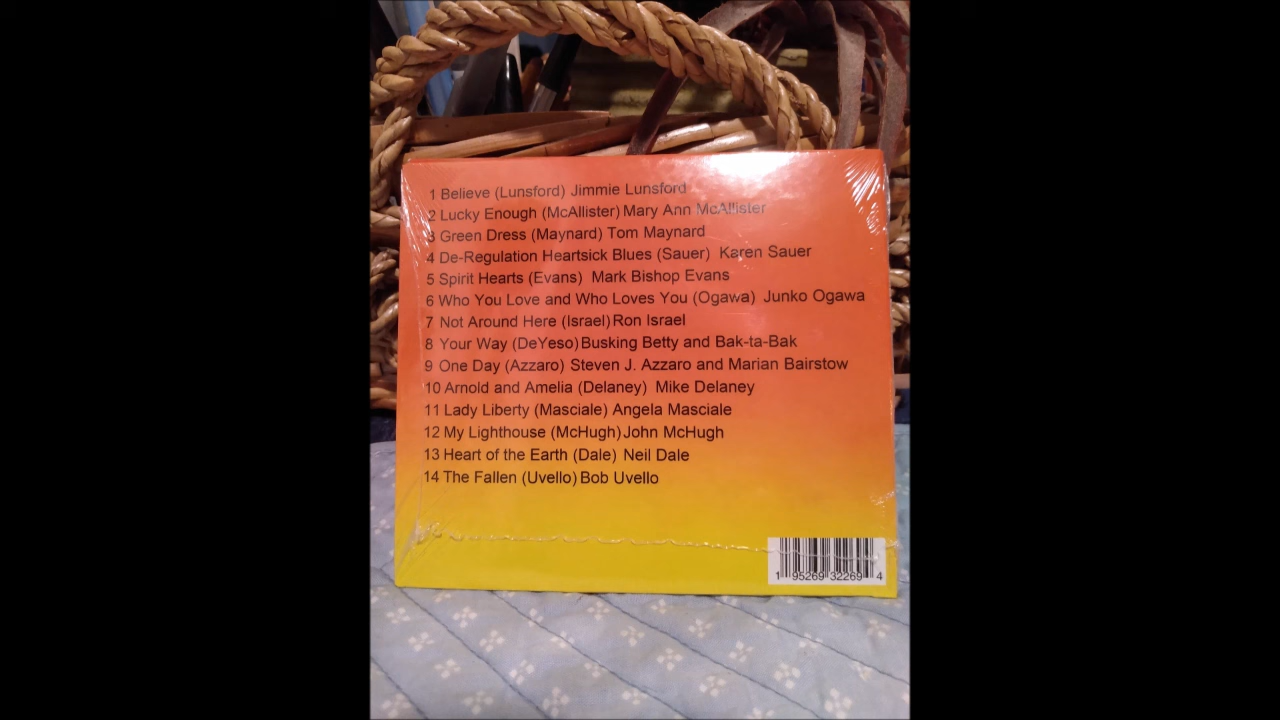 1 Believe (Lunsford) Jimmie Lunsford
2 Lucky Enough (McAllister) Mary Ann McAllister
3 Green Dress (Maynard) Tom Maynard
4 De-Regulation Heartsick Blues (Sauer) Karen Sauer
5 Spirit Hearts (Evans) Mark Bishop Evans
6 Who You Love and Who Loves You (Ogawa) Junko Ogawa
7 Not Around Here (Israel) Ron Israel
8 Your Way (DeYeso) Busking Betty and Bak-ta-Bak
9 One Day (Azzaro) Steven J. Azzaro and Marian Bairstow
10 Arnold and Amelia (Delaney) Mike Delaney
11 Lady Liberty (Masciale) Angela Masciale
12 My Lighthouse (McHugh) John McHugh
13 Heart of the Earth (Dale) Neil Dale
14 The Fallen (Uvello) Bob Uvello
1 95269 32269 4